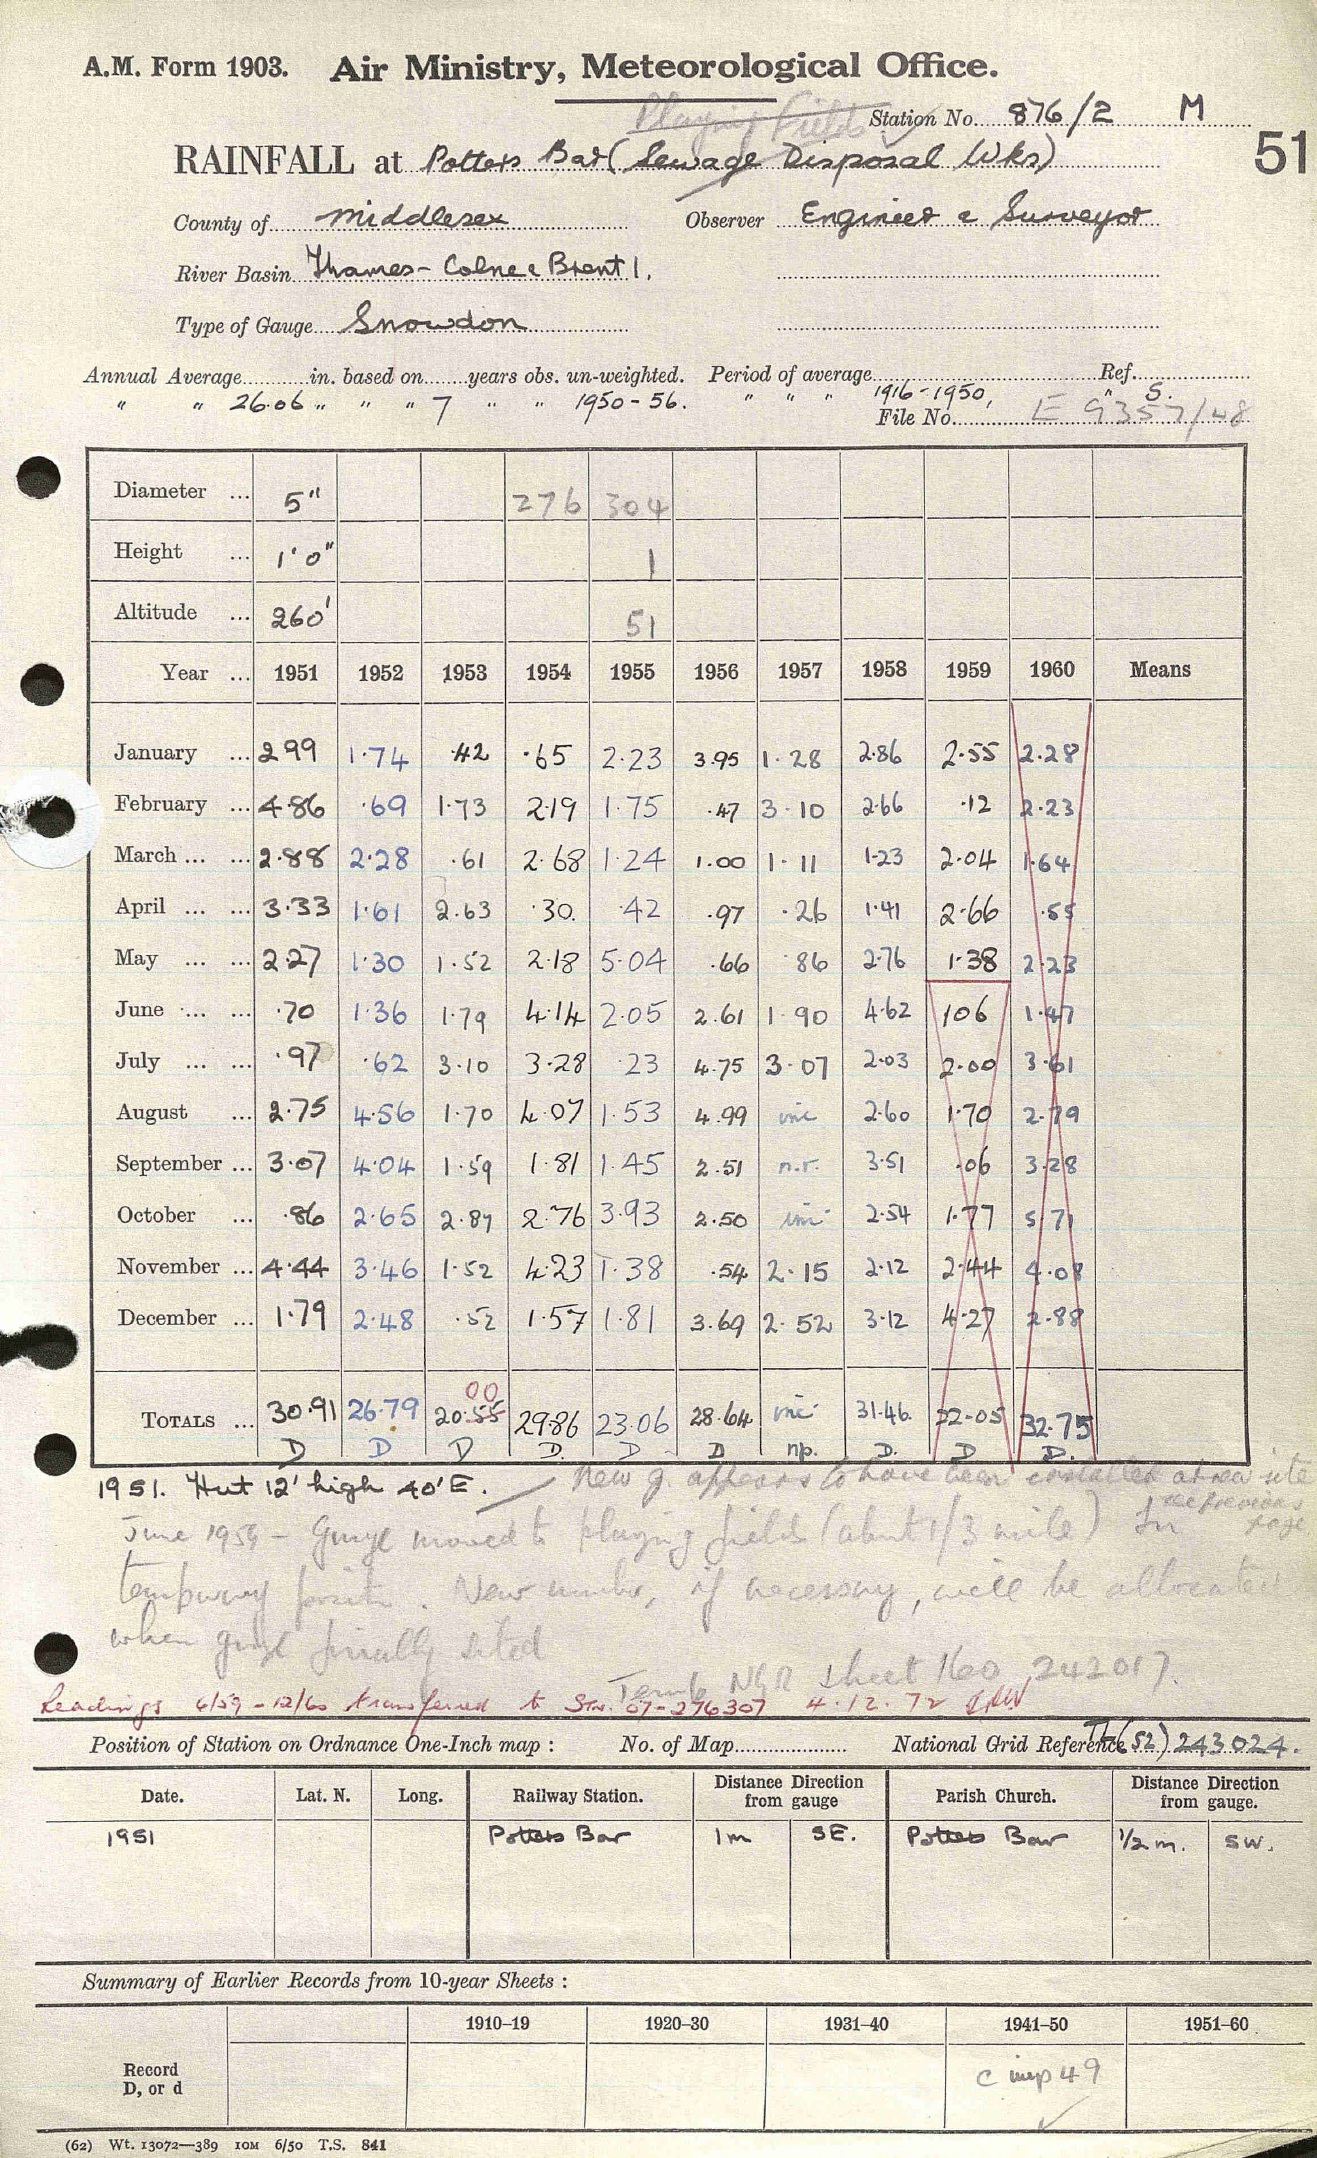 A.M. Form 1903. Air Ministry, Meteorological Office.
Playing Fields
Station No. 876/2 M
51
RAINFALL at Potters Bar (Sewage Disposal Wks)
County of Middlesex Observer Engineer & Surveyor
River Basin Thames - Colne & Brent 1.
Type of Gauge Snowdon
Annual Average in. based on years obs. un-weighted. Period of average Ref.
" " 26.06 " " " 7 " " 1950-56. " " " 1916-1950, " S.
File No. E 9357/48
Diameter ... 5" 276 304
Height ... 1' 0" 1
Altitude ... 260' 51
Year ... 1951 1952 1953 1954 1955 1956 1957 1958 1959 1960 Means
January ... 2.99 1.74 .42 .65 2.23 3.95 1.28 2.86 2.55 2.28
February ... 4.86 .69 1.73 2.19 1.75 .47 3.10 2.66 .12 2.23
March ... ... 2.88 2.28 .61 2.68 1.24 1.00 1.11 1.23 2.04 1.64
April ... ... 3.33 1.61 2.63 .30 .42 .97 .26 1.41 2.66 .55
May ... ... 2.27 1.30 1.52 2.18 5.04 .66 .86 2.76 1.38 2.23
June ... ... .70 1.36 1.79 4.14 2.05 2.61 1.90 4.62 1.06 1.47
July ... ... .97 .62 3.10 3.28 .23 4.75 3.07 2.03 2.00 3.61
August ... 2.75 4.56 1.70 4.07 1.53 4.99 inc 2.60 1.70 2.79
September ... 3.07 4.04 1.59 1.81 1.45 2.51 n.r. 3.51 .06 3.28
October ... .86 2.65 2.87 2.76 3.93 2.50 inc 2.54 1.77 5.71
November ... 4.44 3.46 1.52 4.23 1.38 .54 2.15 2.12 2.44 4.08
December ... 1.79 2.48 .52 1.57 1.81 3.69 2.52 3.12 4.27 2.88
00
TOTALS ... 30.91 26.79 20.55 29.86 23.06 28.64 inc 31.46 22.05 32.75
D D D D. D D np. D. D D.
1951. Hut 12' high 40'E. New g. appears to have been installed at new site
see previous page
June 1959 - Gauge moved to playing fields (about 1/3 mile) In
temporary position. New number, if necessary, will be allocated
when gauge finally sited
Temp NGR sheet 160 242017.
Readings 6/59 - 12/60 transferred to Stn. 07-276307 4.12.72
Position of Station on Ordnance One-Inch map : No. of Map National Grid Reference TL(52) 243024.
Date. Lat. N. Long. Railway Station. Distance Direction from gauge Parish Church. Distance Direction from gauge.
1951 Potters Bar 1m SE. Potters Bar 1/2 m. SW.
Summary of Earlier Records from 10-year Sheets :
1910–19 1920–30 1931–40 1941–50 1951–60
Record
D, or d
c inp 49
(62) Wt. 13072—389 10M 6/50 T.S. 841